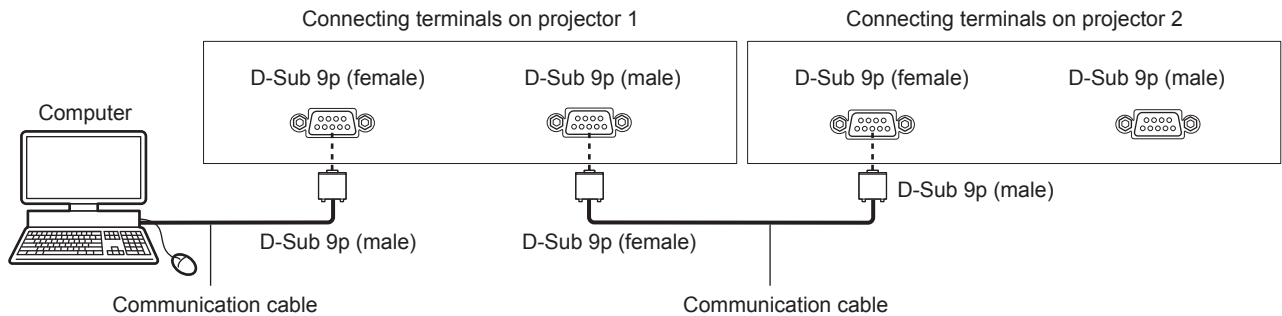 Connecting terminals on projector 1
Connecting terminals on projector 2
D-Sub 9p (female)
D-Sub 9p (male)
D-Sub 9p (female)
D-Sub 9p (male)
Computer
D-Sub 9p (male)
D-Sub 9p (male)
D-Sub 9p (female)
Communication cable
Communication cable